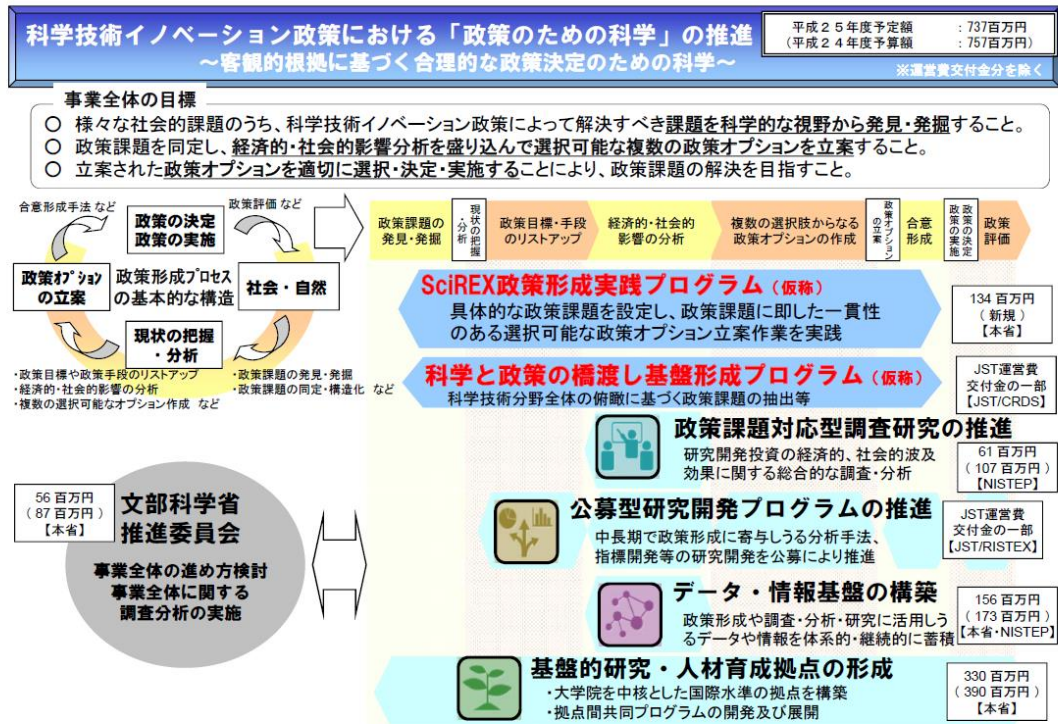 科学技術イノベーション政策における「政策のための科学」の推進
～客観的根拠に基づく合理的な政策決定のための科学～
平成25年度予定額 : 737百万円
(平成24年度予算額 : 757百万円)
※運営費交付金分を除く
事業全体の目標
○ 様々な社会的課題のうち、科学技術イノベーション政策によって解決すべき課題を科学的な視野から発見・発掘すること。
○ 政策課題を同定し、経済的・社会的影響分析を盛り込んで選択可能な複数の政策オプションを立案すること。
○ 立案された政策オプションを適切に選択・決定・実施することにより、政策課題の解決を目指すこと。
合意形成手法 など
政策評価 など
政策の決定
政策の実施
政策オプション
の立案
政策形成プロセス
の基本的な構造
社会・自然
現状の把握
・分析
・政策目標や政策手段のリストアップ
・経済的・社会的影響の分析
・複数の選択可能なオプション作成 など
・政策課題の発見・発掘
・政策課題の同定・構造化 など
政策課題の
発見・発掘
現状の把握
・分析
政策目標・手段
のリストアップ
経済的・社会的
影響の分析
複数の選択肢からなる
政策オプションの作成
政策オプション
の立案
合意
形成
政策の決定
政策の実施
政策
評価
SciREX政策形成実践プログラム(仮称)
具体的な政策課題を設定し、政策課題に即した一貫性
のある選択可能な政策オプション立案作業を実践
134 百万円
( 新規 )
【本省】
科学と政策の橋渡し基盤形成プログラム(仮称)
科学技術分野全体の俯瞰に基づく政策課題の抽出等
JST運営費
交付金の一部
【JST/CRDS】
政策課題対応型調査研究の推進
研究開発投資の経済的、社会的波及
効果に関する総合的な調査・分析
61 百万円
( 107 百万円)
【NISTEP】
56 百万円
( 87 百万円)
【本省】
文部科学省
推進委員会
事業全体の進め方検討
事業全体に関する
調査分析の実施
公募型研究開発プログラムの推進
中長期で政策形成に寄与しうる分析手法、
指標開発等の研究開発を公募により推進
JST運営費
交付金の一部
【JST/RISTEX】
データ・情報基盤の構築
政策形成や調査・分析・研究に活用しう
るデータや情報を体系的・継続的に蓄積
156 百万円
( 173 百万円)
【本省・NISTEP】
基盤的研究・人材育成拠点の形成
・大学院を中核とした国際水準の拠点を構築
・拠点間共同プログラムの開発及び展開
330 百万円
( 390 百万円)
【本省】